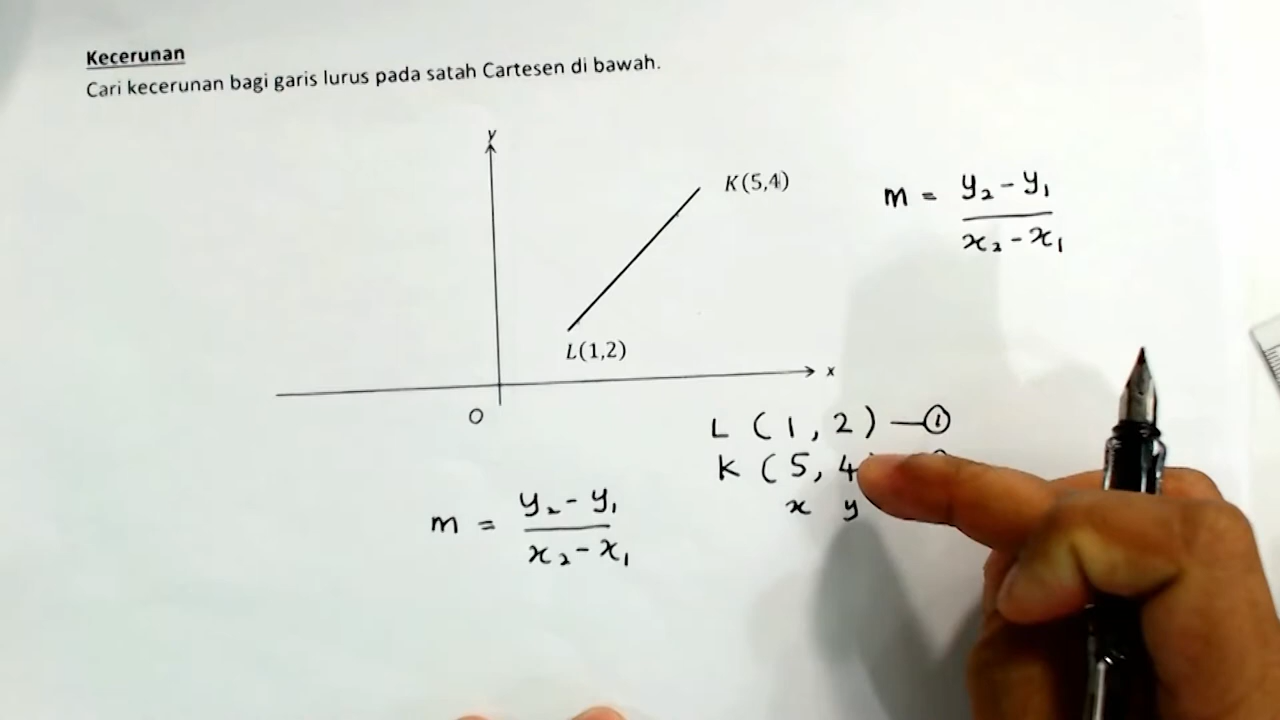 Kecerunan
Cari kecerunan bagi garis lurus pada satah Cartesen di bawah.
y
K(5,4)
m = y₂ - y₁
x₂ - x₁
L(1,2)
x
O
L (1, 2) —①
K (5, 4
x y
m = y₂ - y₁
x₂ - x₁